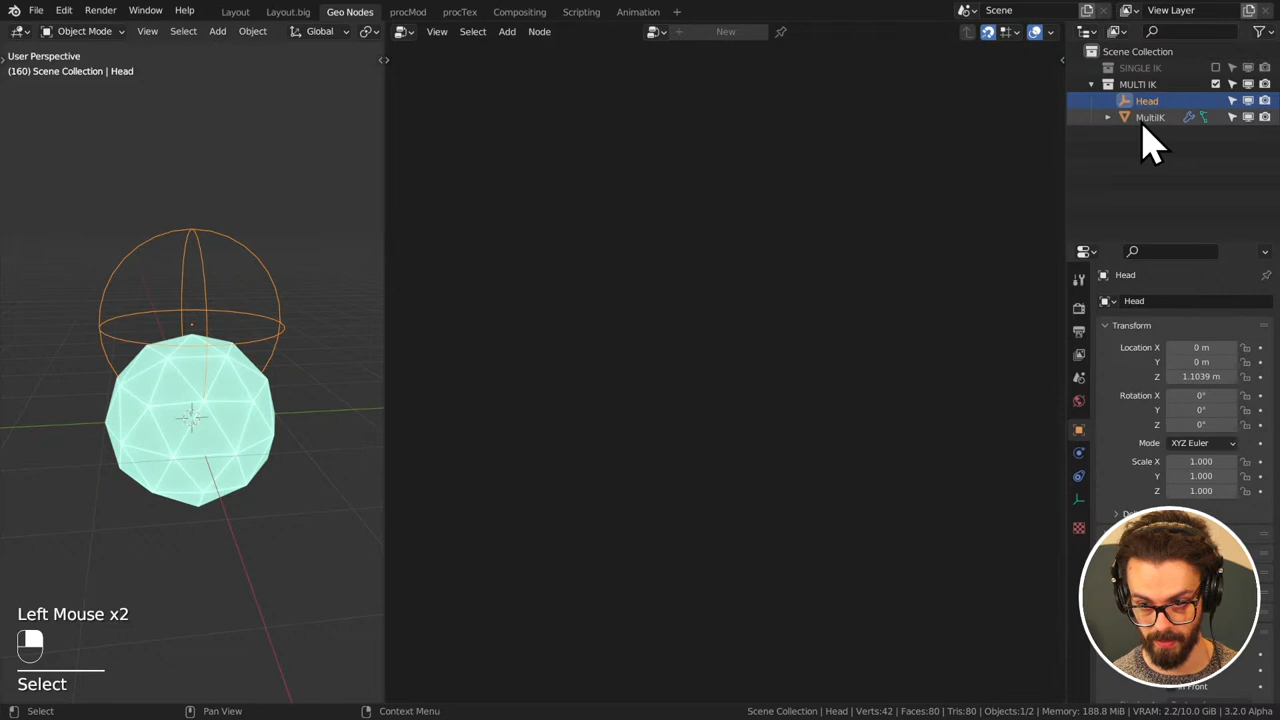 File Edit Render Window Help Layout Layout.big Geo Nodes procMod procTex Compositing Scripting Animation Scene View Layer
Object Mode View Select Add Object Global View Select Add Node New
User Perspective
(160) Scene Collection | Head
Scene Collection
SINGLE IK
MULTI IK
Head
MultiIK
Head
Head
Transform
Location X 0 m
Y 0 m
Z 1.1039 m
Rotation X 0°
Y 0°
Z 0°
Mode XYZ Euler
Scale X 1.000
Y 1.000
Z 1.000
Left Mouse x2
Select
In Front
Select Pan View Context Menu Scene Collection | Head | Verts:42 | Faces:80 | Tris:80 | Objects:1/2 | Memory: 188.8 MiB | VRAM: 2.2/10.0 GiB | 3.2.0 Alpha